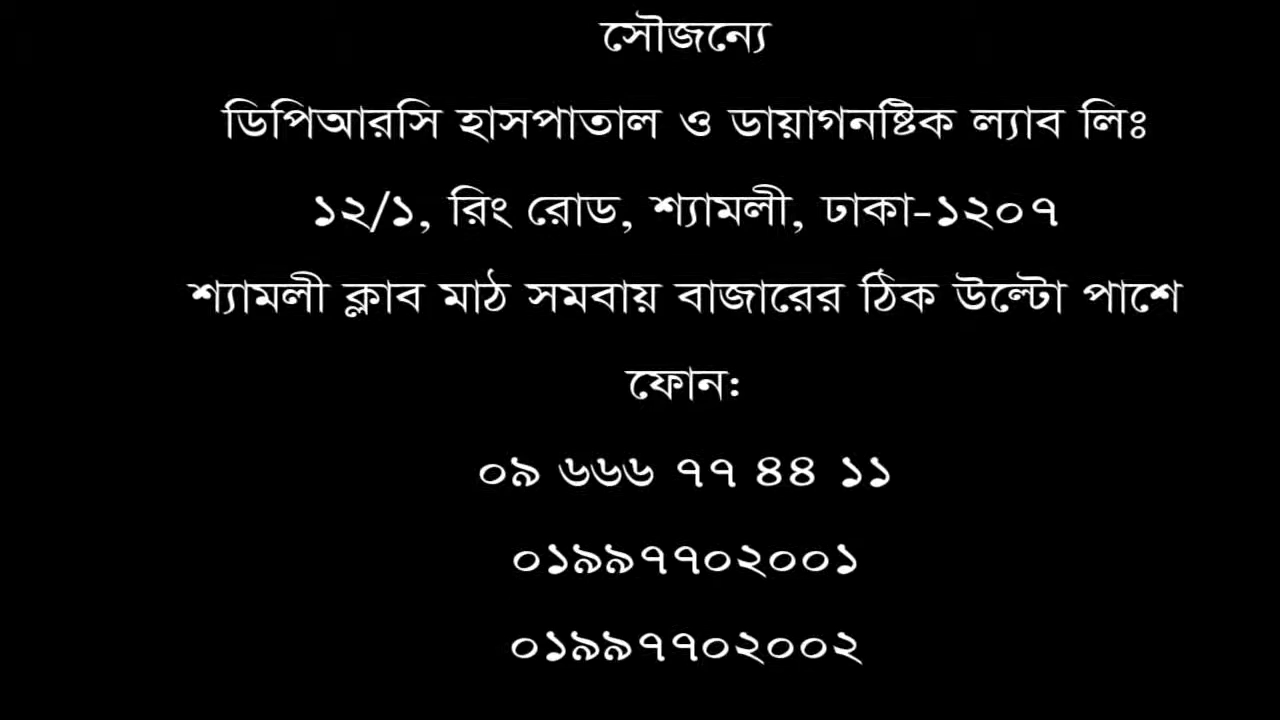 সৌজন্যে
ডিপিআরসি হাসপাতাল ও ডায়াগনষ্টিক ল্যাব লিঃ
১২/১, রিং রোড, শ্যামলী, ঢাকা-১২০৭
শ্যামলী ক্লাব মাঠ সমবায় বাজারের ঠিক উল্টো পাশে
ফোন:
০৯ ৬৬৬ ৭৭ ৪৪ ১১
০১৯৯৭৭০২০০১
০১৯৯৭৭০২০০২